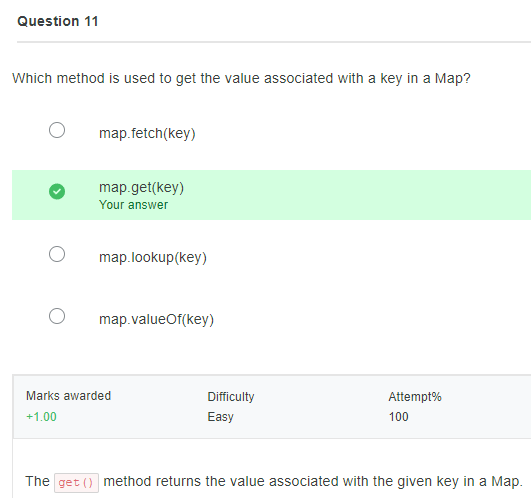 Question 11
Which method is used to get the value associated with a key in a Map?
map.fetch(key)
map.get(key)
Your answer
map.lookup(key)
map.valueOf(key)
Marks awarded Difficulty Attempt%
+1.00 Easy 100
The get() method returns the value associated with the given key in a Map.